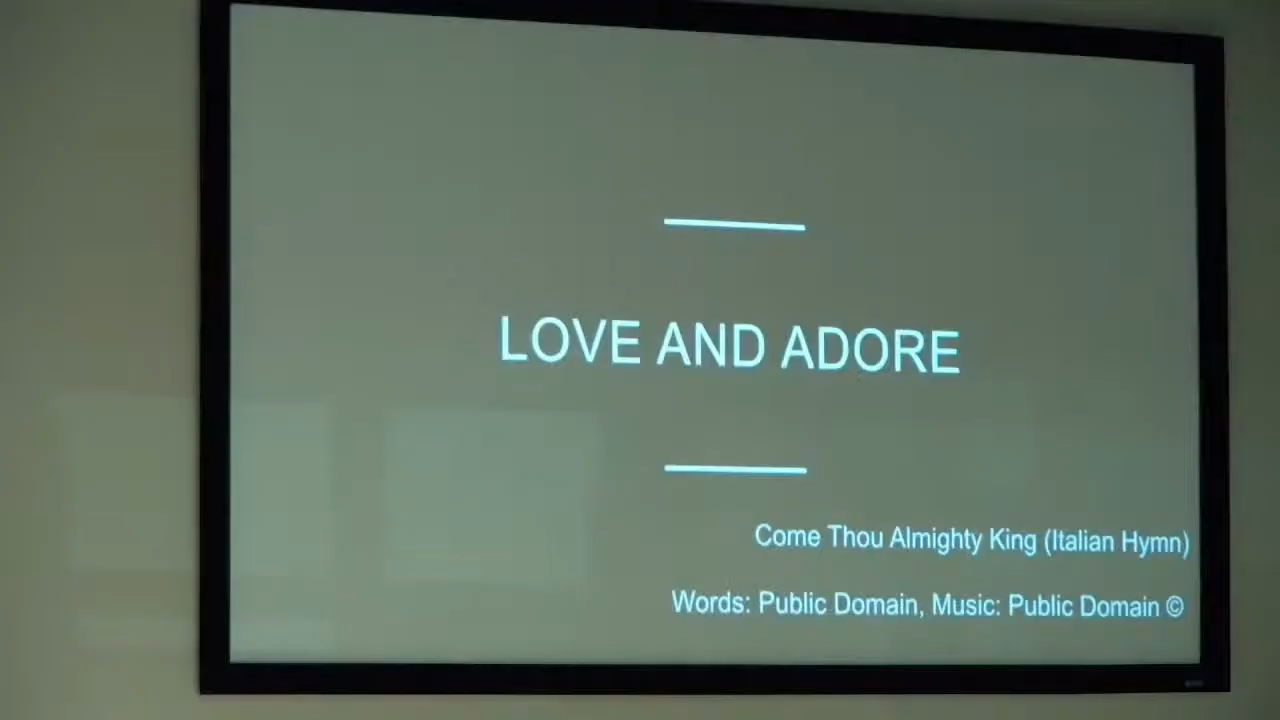 LOVE AND ADORE
Come Thou Almighty King (Italian Hymn)
Words: Public Domain, Music: Public Domain ©